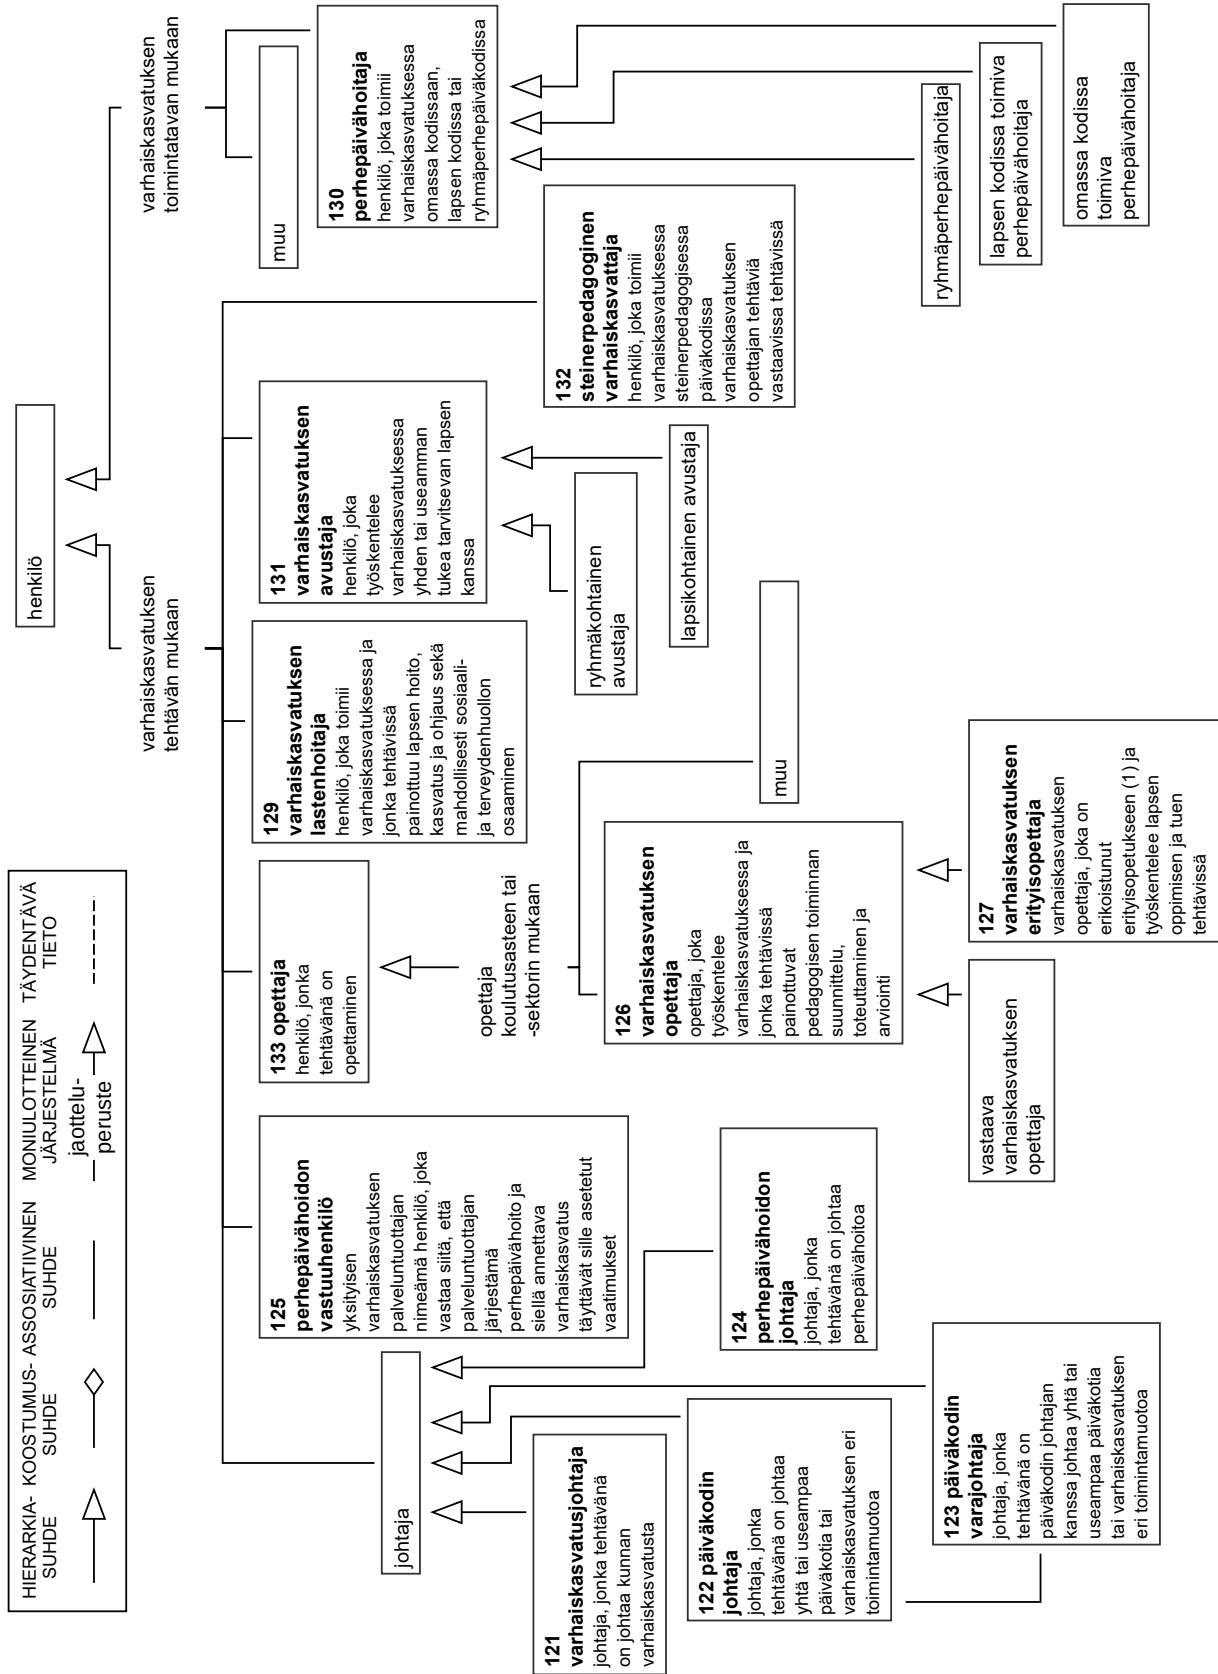 HIERARKIA-
SUHDE
KOOSTUMUS-
SUHDE
ASSOSIATIIVINEN
SUHDE
MONIULOTTEINEN
JÄRJESTELMÄ
jaottelu-
peruste
TÄYDENTÄVÄ
TIETO
henkilö
varhaiskasvatuksen
tehtävän mukaan
varhaiskasvatuksen
toimintatavan mukaan
johtaja
125
perhepäivähoidon
vastuuhenkilö
yksityisen
varhaiskasvatuksen
palveluntuottajan
nimeämä henkilö, joka
vastaa siitä, että
palveluntuottajan
järjestämä
perhepäivähoito ja
siellä annettava
varhaiskasvatus
täyttävät sille asetetut
vaatimukset
133 opettaja
henkilö, jonka
tehtävänä on
opettaminen
129
varhaiskasvatuksen
lastenhoitaja
henkilö, joka toimii
varhaiskasvatuksessa ja
jonka tehtävissä
painottuu lapsen hoito,
kasvatus ja ohjaus sekä
mahdollisesti sosiaali-
ja terveydenhuollon
osaaminen
131
varhaiskasvatuksen
avustaja
henkilö, joka
työskentelee
varhaiskasvatuksessa
yhden tai useamman
tukea tarvitsevan lapsen
kanssa
muu
130
perhepäivähoitaja
henkilö, joka toimii
varhaiskasvatuksessa
omassa kodissaan,
lapsen kodissa tai
ryhmäperhepäiväkodissa
121
varhaiskasvatusjohtaja
johtaja, jonka tehtävänä
on johtaa kunnan
varhaiskasvatusta
122 päiväkodin
johtaja
johtaja, jonka
tehtävänä on johtaa
yhtä tai useampaa
päiväkotia tai
varhaiskasvatuksen eri
toimintamuotoa
123 päiväkodin
varajohtaja
johtaja, jonka
tehtävänä on
päiväkodin johtajan
kanssa johtaa yhtä tai
useampaa päiväkotia
tai varhaiskasvatuksen
eri toimintamuotoa
124
perhepäivähoidon
johtaja
johtaja, jonka
tehtävänä on johtaa
perhepäivähoitoa
opettaja
koulutusasteen tai
-sektorin mukaan
126
varhaiskasvatuksen
opettaja
opettaja, joka
työskentelee
varhaiskasvatuksessa ja
jonka tehtävissä
painottuvat
pedagogisen toiminnan
suunnittelu,
toteuttaminen ja
arviointi
muu
vastaava
varhaiskasvatuksen
opettaja
127
varhaiskasvatuksen
erityisopettaja
varhaiskasvatuksen
opettaja, joka on
erikoistunut
erityisopetukseen (1) ja
työskentelee lapsen
oppimisen ja tuen
tehtävissä
ryhmäkohtainen
avustaja
lapsikohtainen avustaja
132
steinerpedagoginen
varhaiskasvattaja
henkilö, joka toimii
varhaiskasvatuksessa
steinerpedagogisessa
päiväkodissa
varhaiskasvatuksen
opettajan tehtäviä
vastaavissa tehtävissä
ryhmäperhepäivähoitaja
lapsen kodissa toimiva
perhepäivähoitaja
omassa kodissa
toimiva
perhepäivähoitaja